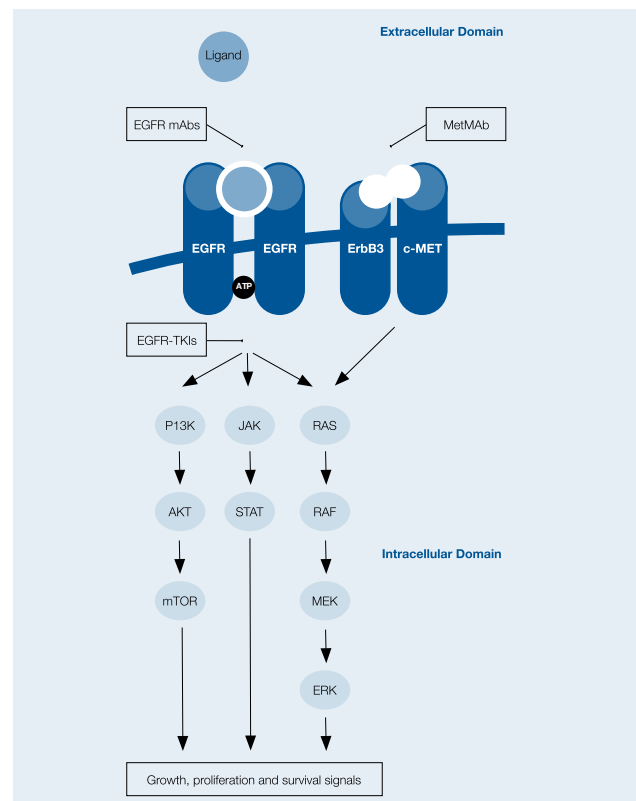 Extracellular Domain
Ligand
EGFR mAbs
MetMAb
EGFR
EGFR
ErbB3
c-MET
ATP
EGFR-TKIs
P13K
JAK
RAS
AKT
STAT
RAF
Intracellular Domain
mTOR
MEK
ERK
Growth, proliferation and survival signals